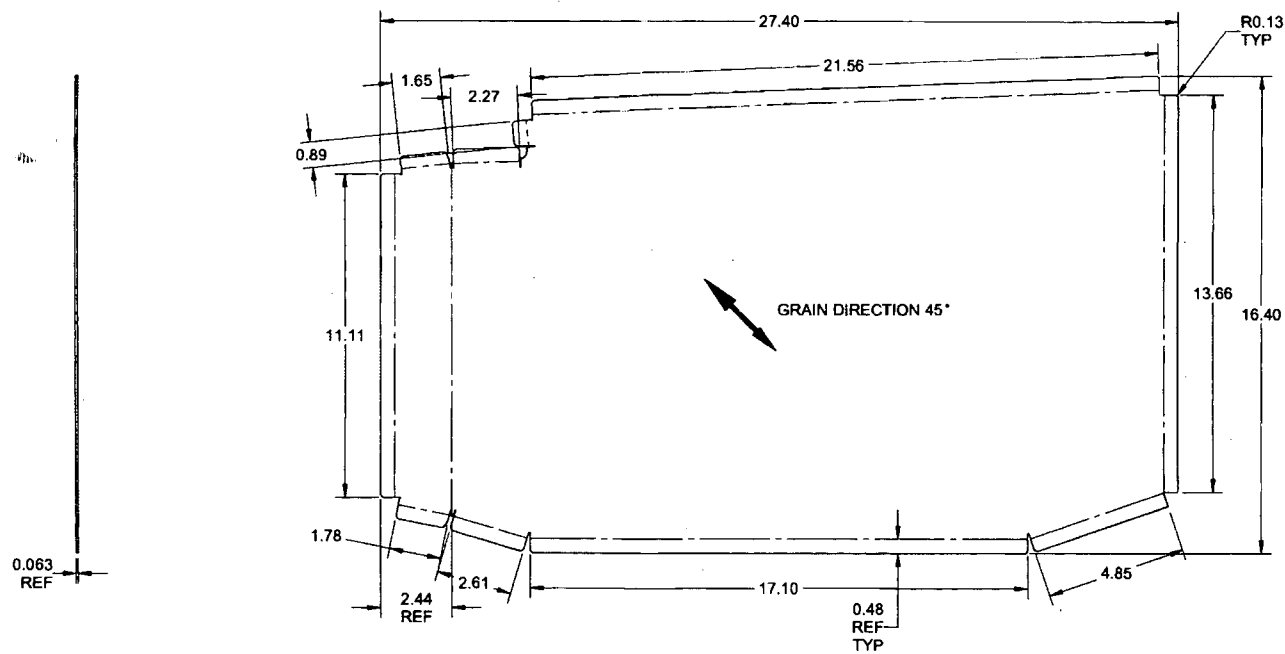 27.40
R0.13
TYP
21.56
1.65
2.27
0.89
11.11
GRAIN DIRECTION 45°
13.66
16.40
1.78
0.063
REF
2.61
2.44
REF
17.10
0.48
REF
TYP
4.85